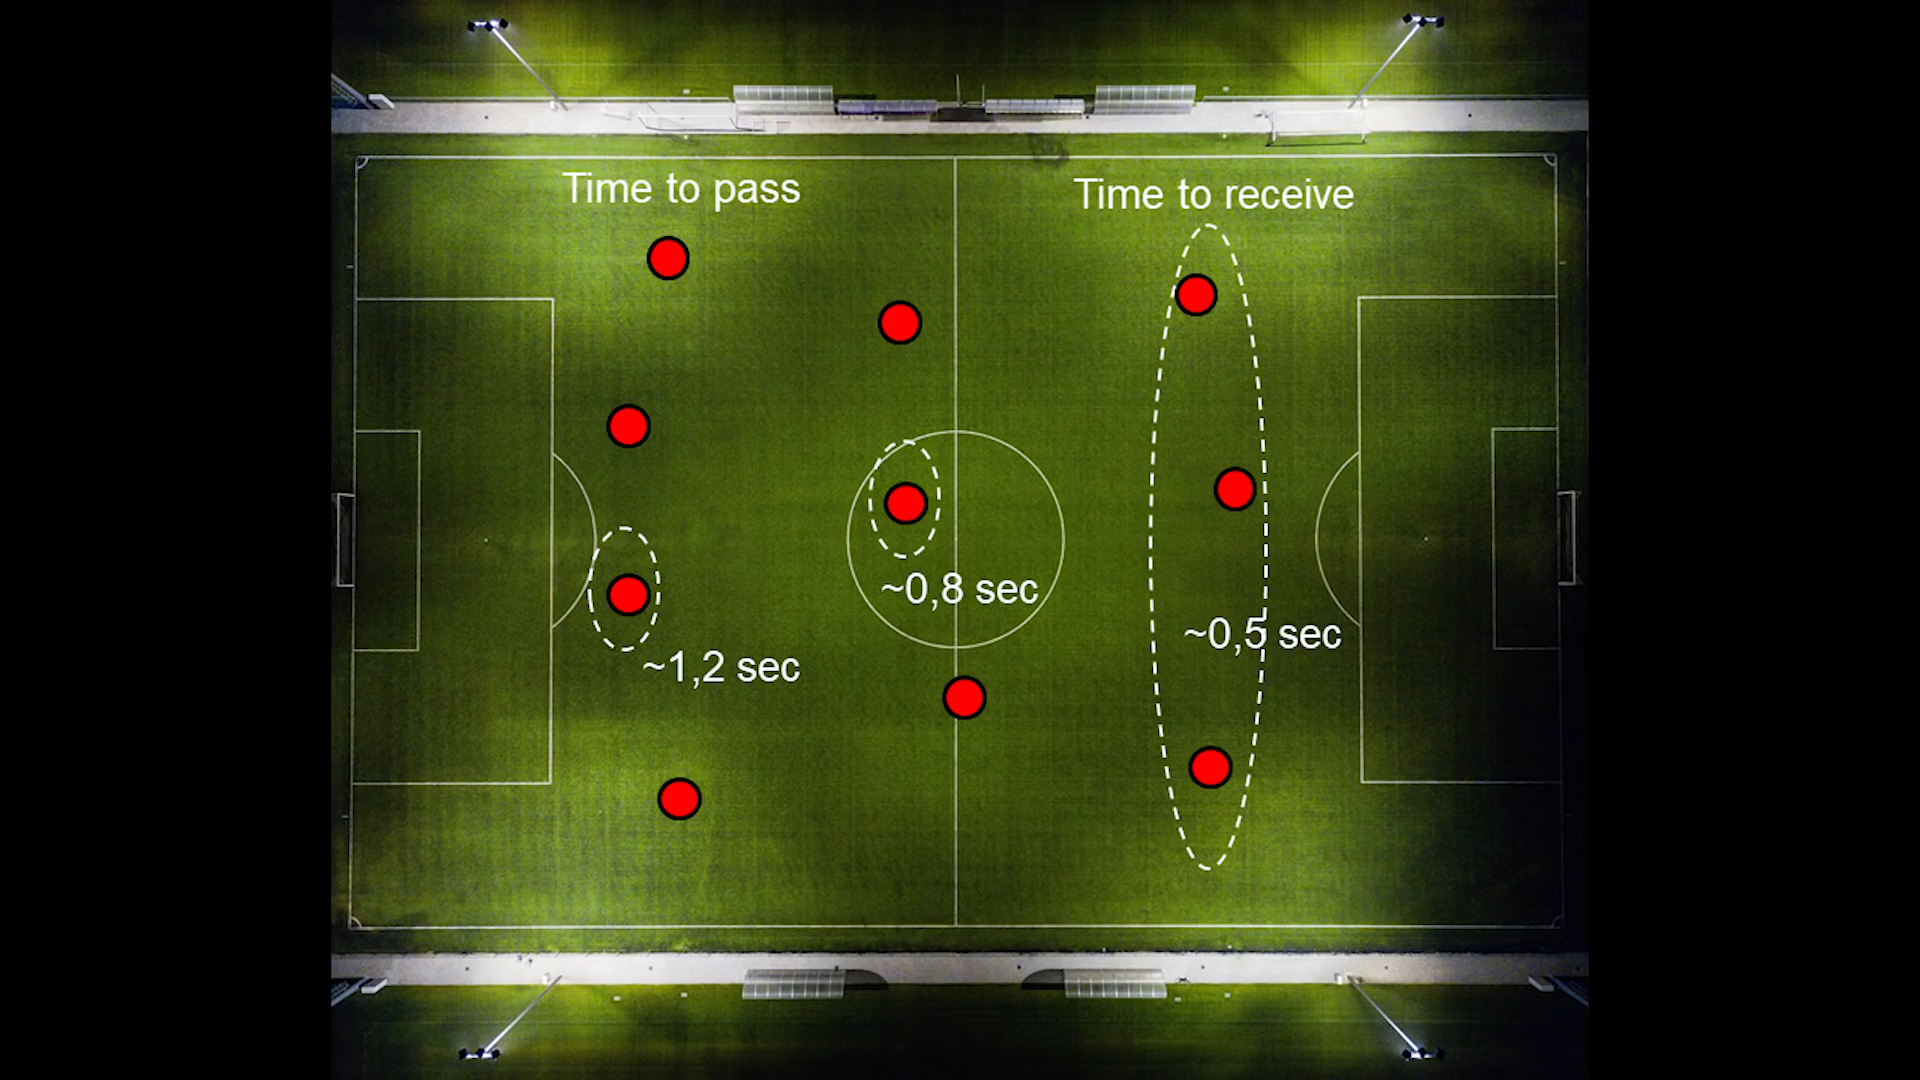 Time to pass
Time to receive
~0,8 sec
~0,5 sec
~1,2 sec